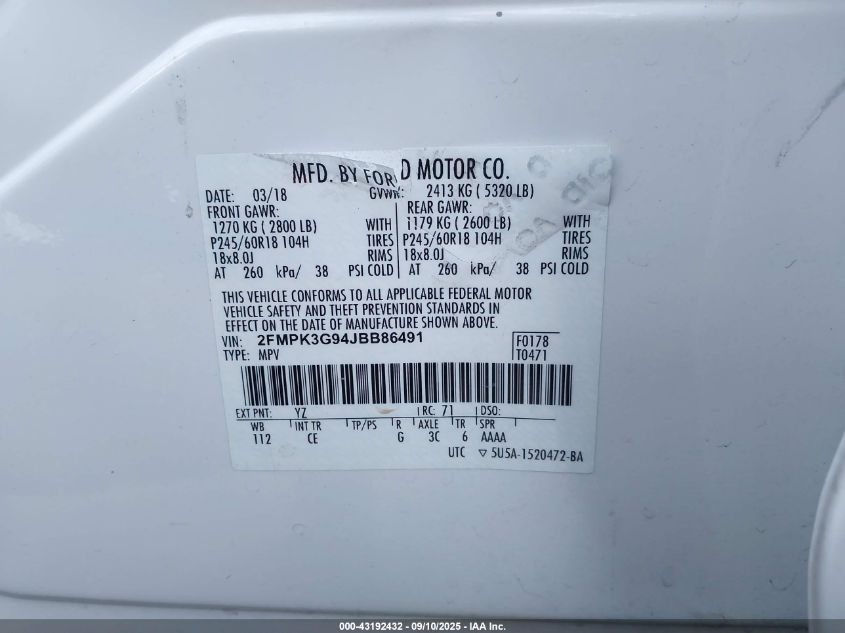 MFD. BY FORD MOTOR CO.
DATE: 03/18 GVWR: 2413 KG ( 5320 LB)
FRONT GAWR: REAR GAWR:
1270 KG ( 2800 LB) WITH 1179 KG ( 2600 LB) WITH
P245/60R18 104H TIRES P245/60R18 104H TIRES
18x8.0J RIMS 18x8.0J RIMS
AT 260 kPa/ 38 PSI COLD AT 260 kPa/ 38 PSI COLD
THIS VEHICLE CONFORMS TO ALL APPLICABLE FEDERAL MOTOR
VEHICLE SAFETY AND THEFT PREVENTION STANDARDS IN
EFFECT ON THE DATE OF MANUFACTURE SHOWN ABOVE.
VIN: 2FMPK3G94JBB86491 F0178
TYPE: MPV T0471
EXT PNT: YZ RC: 71 DSO:
WB INT TR TP/PS R AXLE TR SPR
112 CE G 3C 6 AAAA
UTC ▽ 5U5A-1520472-BA
000-43192432 - 09/10/2025 - IAA Inc.